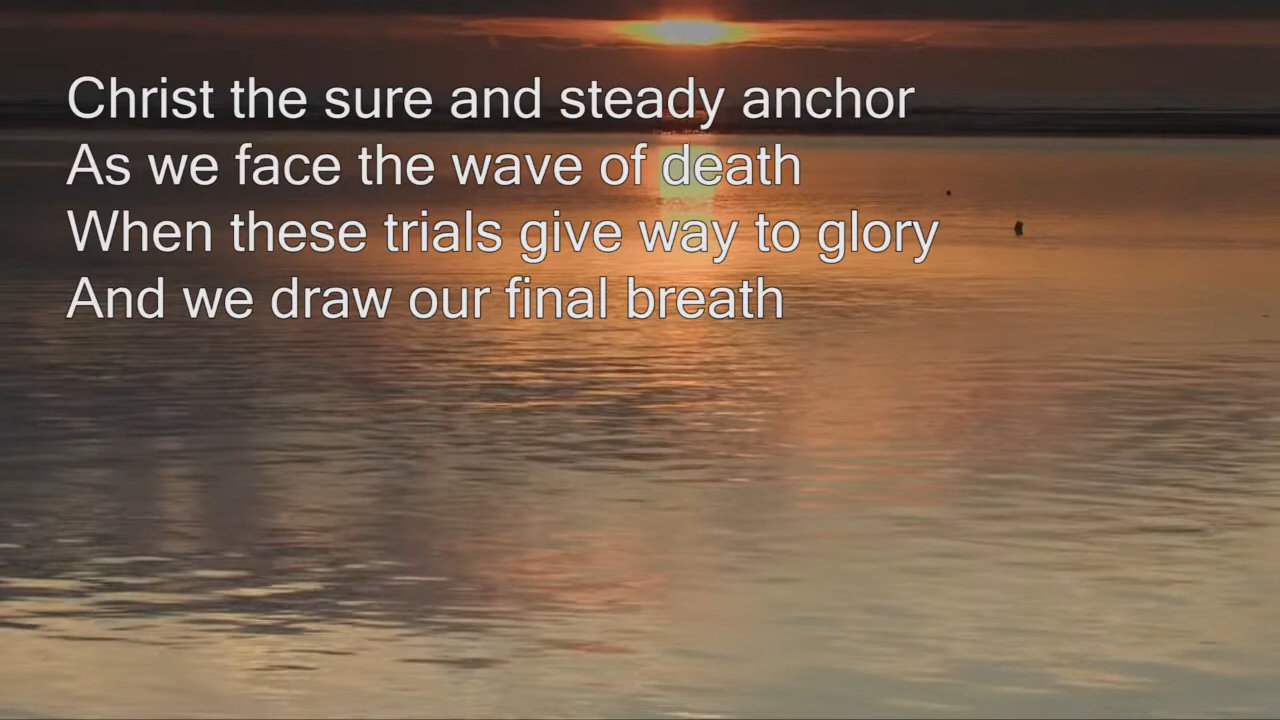 Christ the sure and steady anchor
As we face the wave of death
When these trials give way to glory
And we draw our final breath